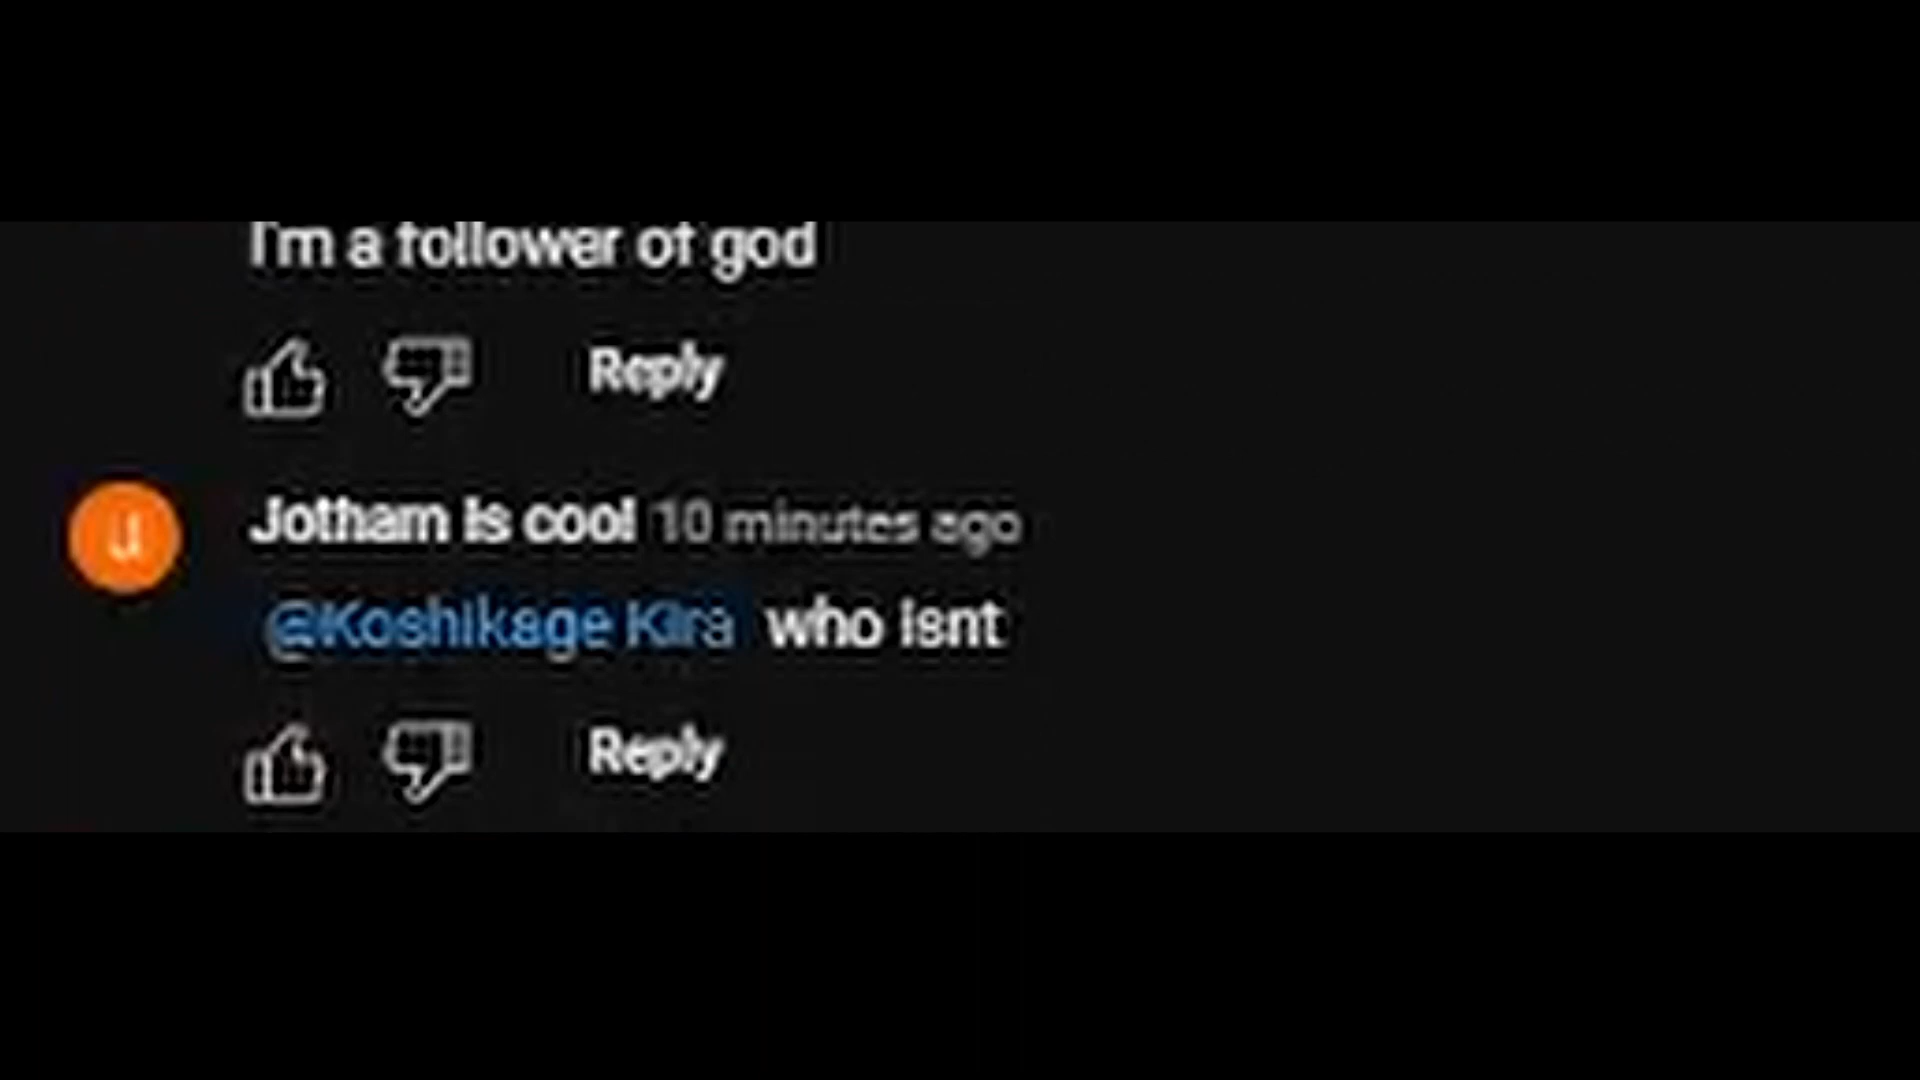 I'm a follower of god
Reply
J
Jotham is cool 10 minutes ago
@Koshikage Kira who isnt
Reply